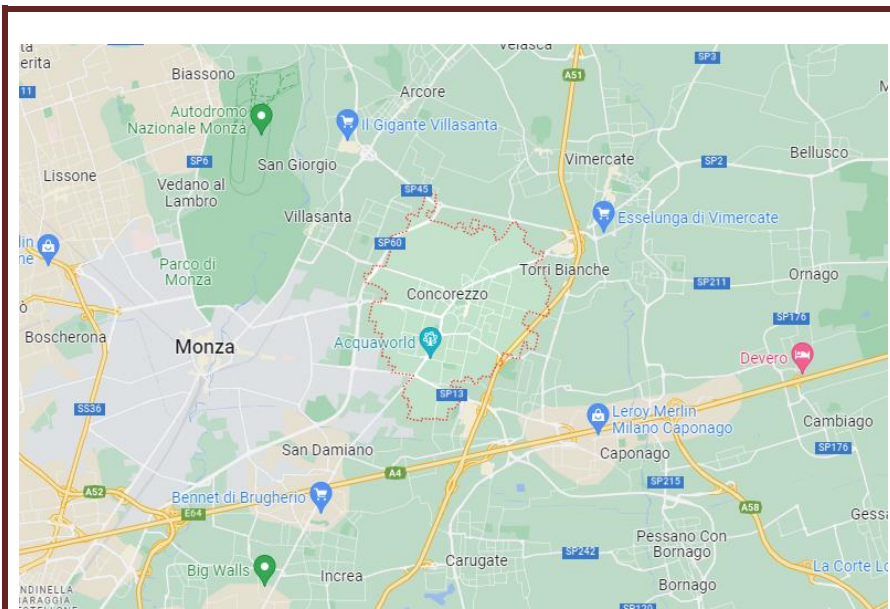 Velasca
SP3
Biassono
A51
Arcore
Autodromo
Nazionale Monza
Il Gigante Villasanta
SP6
San Giorgio
Vimercate
SP2
Bellusco
Lissone
Vedano al
Lambro
SP45
Villasanta
Esselunga di Vimercate
SP60
Parco di
Monza
Torri Bianche
SP211
Ornago
Concorezzo
SP176
Boscherona
Monza
Acquaworld
Devero
SP13
SS36
Leroy Merlin
Milano Caponago
Cambiago
San Damiano
Caponago
SP176
A4
SP215
A52
Bennet di Brugherio
A58
E64
Pessano Con
Bornago
SP242
Carugate
La Corte Lo
Big Walls
Increa
Bornago
NDINELLA
ARAGGIA